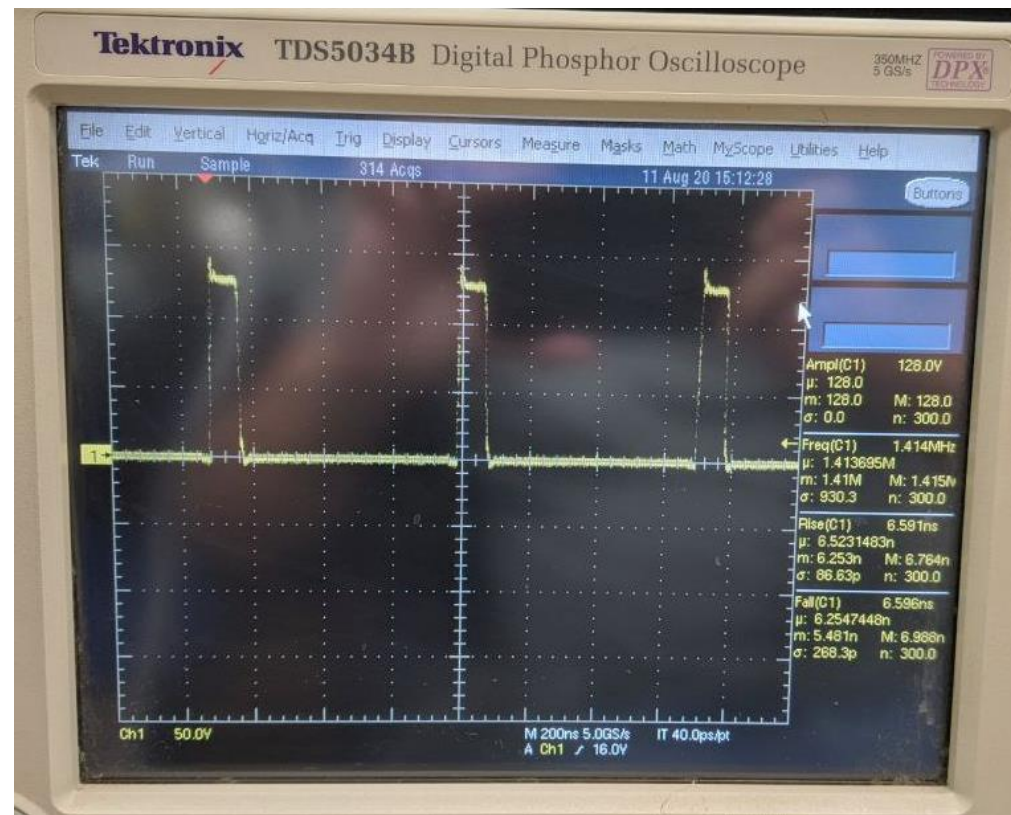 Tektronix TDS5034B Digital Phosphor Oscilloscope
350MHZ
5 GS/s
POWERED BY
DPX®
TECHNOLOGY
File Edit Vertical Horiz/Acq Trig Display Cursors Measure Masks Math MyScope Utilities Help
Tek Run Sample 314 Acqs 11 Aug 20 15:12:28
Buttons
Ampl(C1) 128.0V
µ: 128.0
m: 128.0 M: 128.0
σ: 0.0 n: 300.0
Freq(C1) 1.414MHz
µ: 1.413695M
m: 1.41M M: 1.415M
σ: 930.3 n: 300.0
Rise(C1) 6.591ns
µ: 6.5231483n
m: 6.253n M: 6.764n
σ: 86.63p n: 300.0
Fall(C1) 6.596ns
µ: 6.2547448n
m: 5.481n M: 6.988n
σ: 268.3p n: 300.0
1
Ch1 50.0V M 200ns 5.0GS/s IT 40.0ps/pt
A Ch1 16.0V